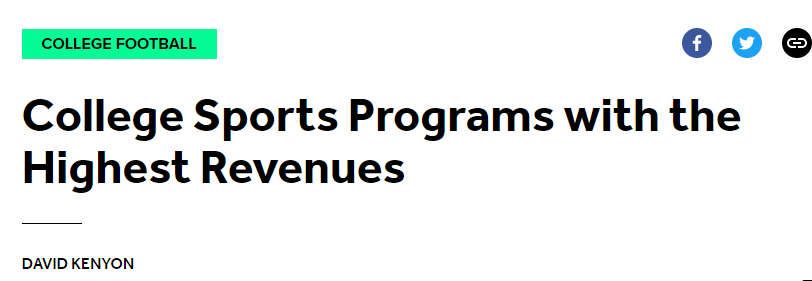 COLLEGE FOOTBALL
College Sports Programs with the
Highest Revenues
DAVID KENYON